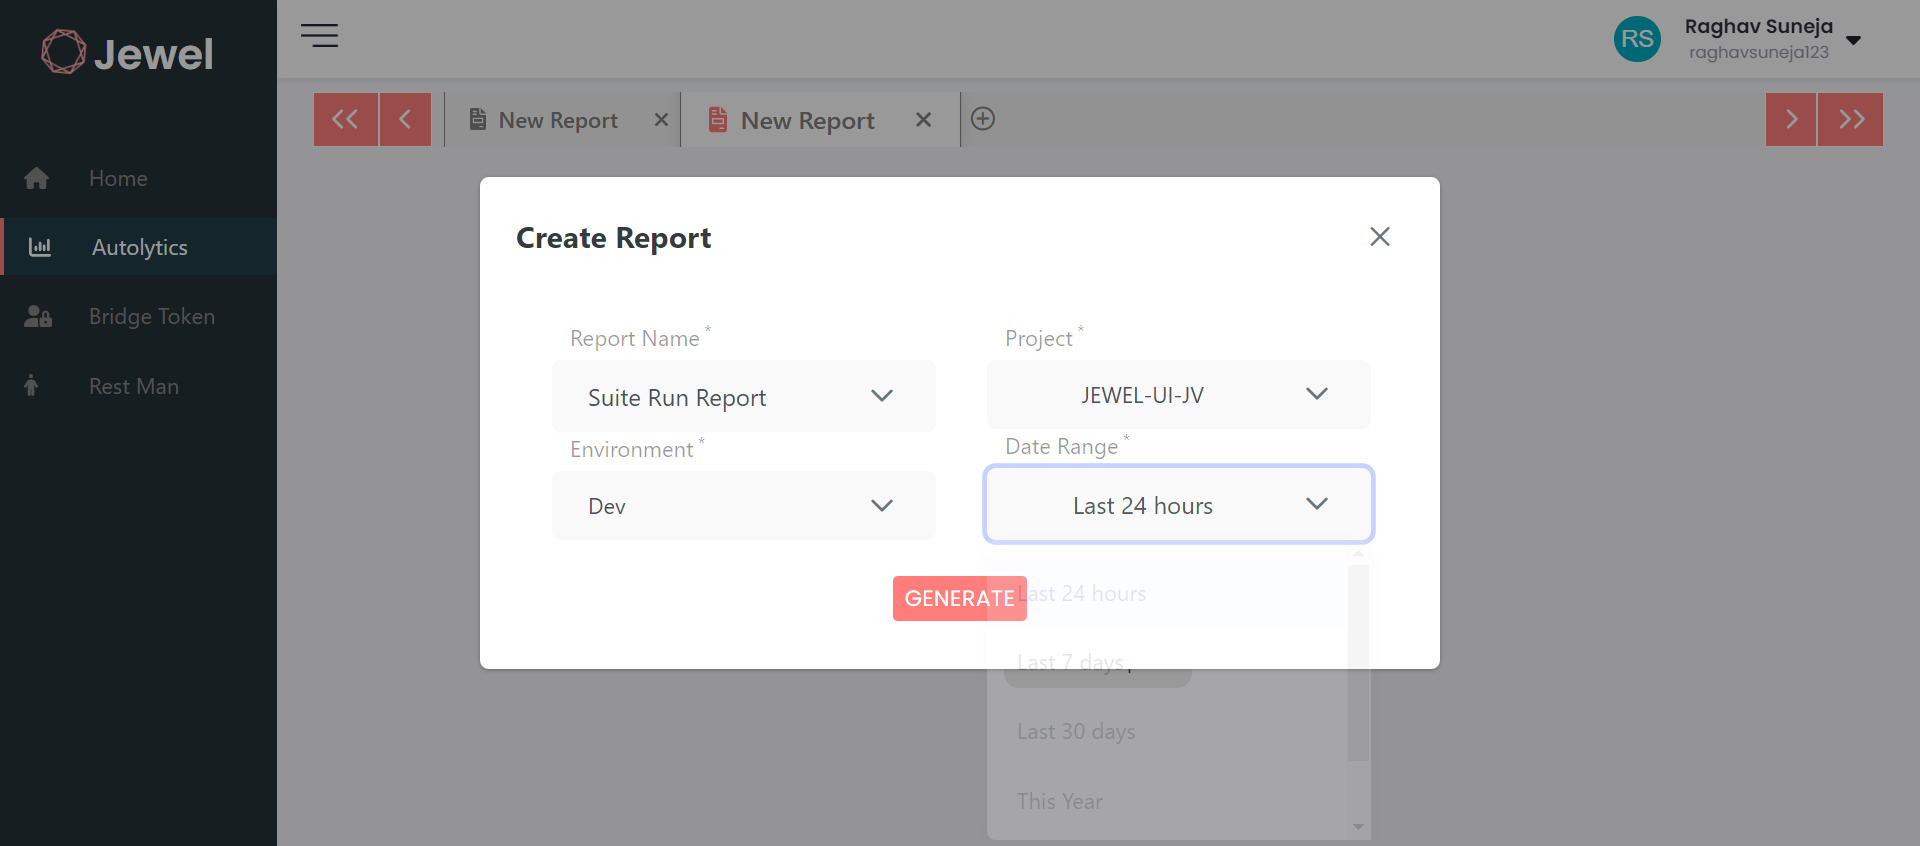 Jewel
Raghav Suneja
RS
raghavsuneja123
New Report
New Report
Home
Autolytics
Bridge Token
Rest Man
Create Report
Report Name *
Project *
Suite Run Report
JEWEL-UI-JV
Environment *
Date Range *
Dev
Last 24 hours
GENERATE
Last 24 hours
Last 7 days
Last 30 days
This Year